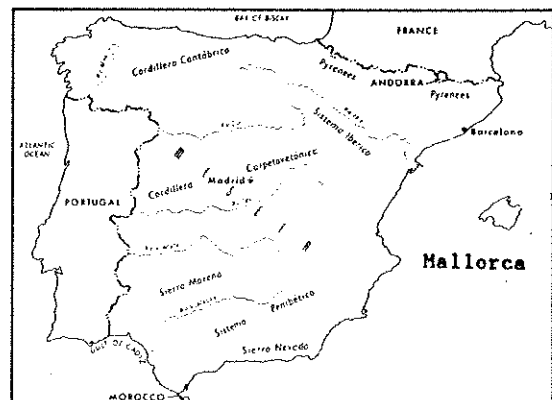 BAY OF BISCAY
FRANCE
Cordillera Cantábrica
Pyrenees
ANDORRA
Pyrenees
Sistema Ibérico
Barcelona
ATLANTIC
OCEAN
Carpetovetónica
Madrid
Cordillera
PORTUGAL
Mallorca
Sierra Morena
Sistema
Penibético
Sierra Nevada
GULF OF CADIZ
MOROCCO